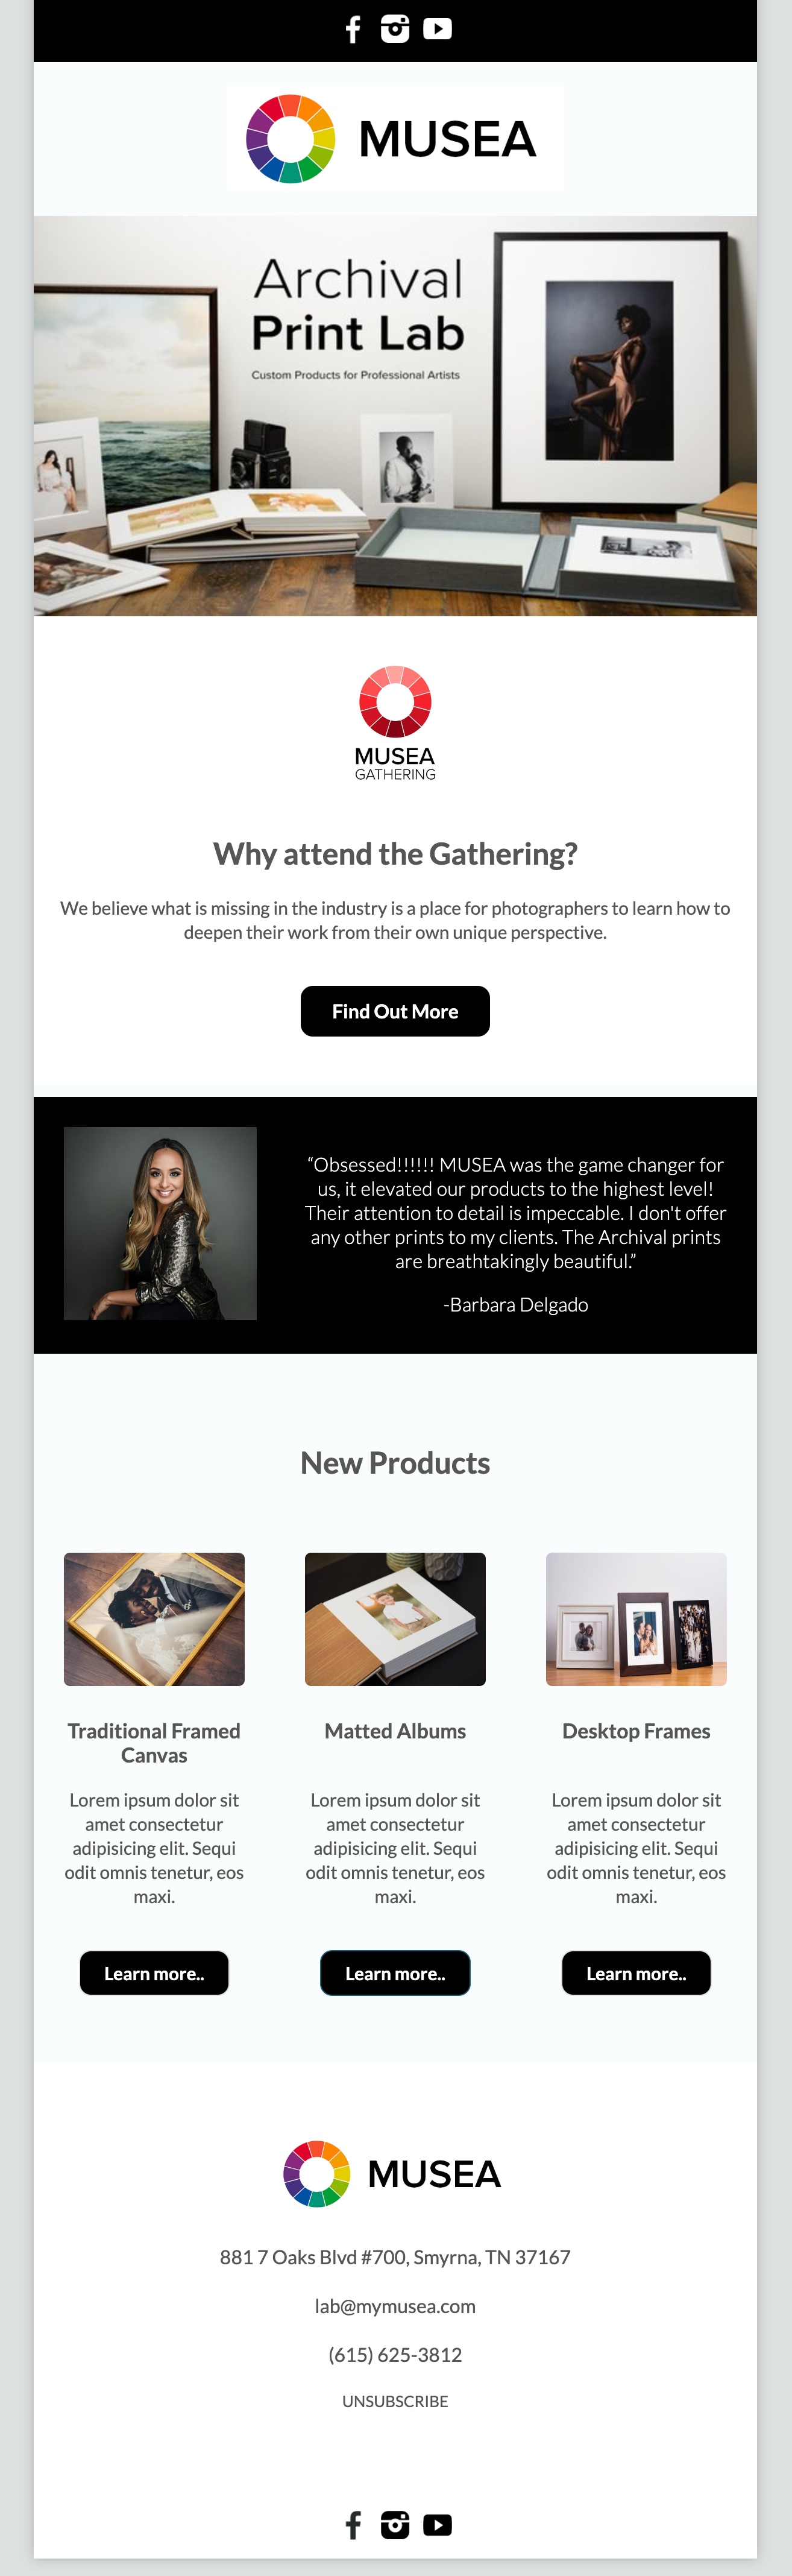 MUSEA
Archival
Print Lab
Custom Products for Professional Artists
MUSEA
GATHERING
Why attend the Gathering?
We believe what is missing in the industry is a place for photographers to learn how to
deepen their work from their own unique perspective.
Find Out More
“Obsessed!!!!!! MUSEA was the game changer for
us, it elevated our products to the highest level!
Their attention to detail is impeccable. I don't offer
any other prints to my clients. The Archival prints
are breathtakingly beautiful.”
-Barbara Delgado
New Products
Traditional Framed
Canvas
Lorem ipsum dolor sit
amet consectetur
adipisicing elit. Sequi
odit omnis tenetur, eos
maxi.
Learn more..
Matted Albums
Lorem ipsum dolor sit
amet consectetur
adipisicing elit. Sequi
odit omnis tenetur, eos
maxi.
Learn more..
Desktop Frames
Lorem ipsum dolor sit
amet consectetur
adipisicing elit. Sequi
odit omnis tenetur, eos
maxi.
Learn more..
MUSEA
881 7 Oaks Blvd #700, Smyrna, TN 37167
lab@mymusea.com
(615) 625-3812
UNSUBSCRIBE